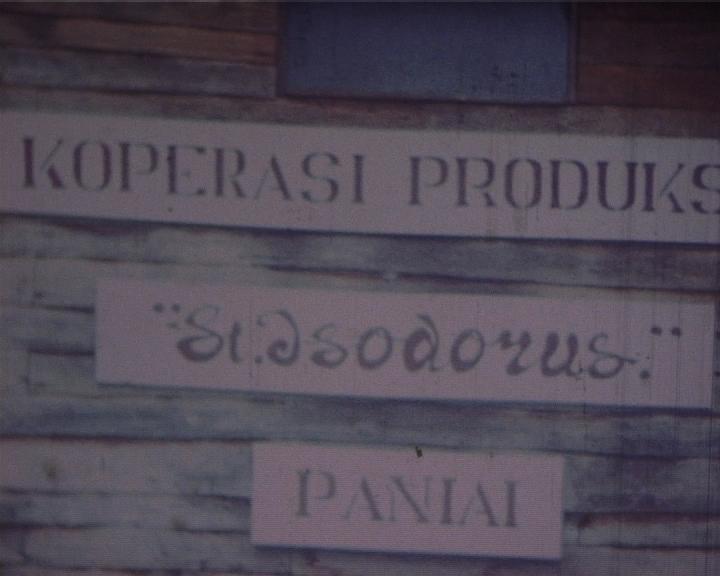 KOPERASI PRODUKS
"St.Isodorus."
PANIAI